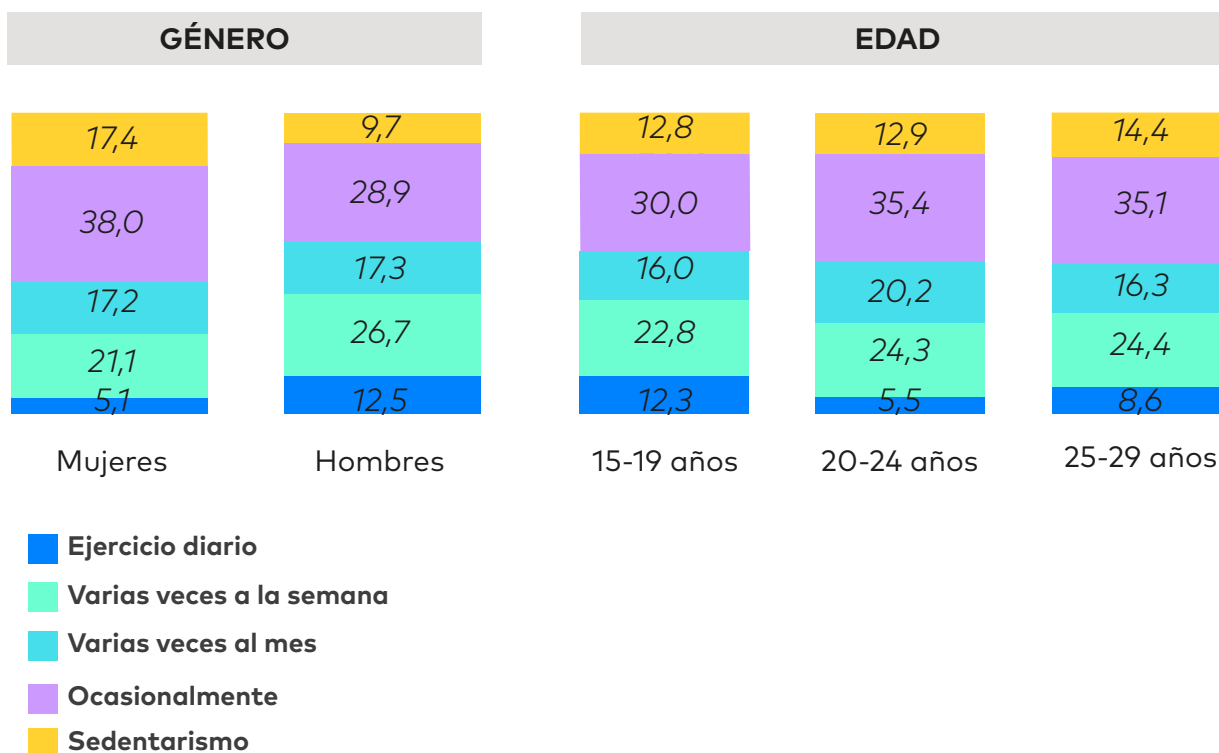 GÉNERO
EDAD
17,4 9,7 12,8 12,9 14,4
38,0 28,9 30,0 35,4 35,1
17,2 17,3 16,0 20,2 16,3
21,1 26,7 22,8 24,3 24,4
5,1 12,5 12,3 5,5 8,6
Mujeres Hombres 15-19 años 20-24 años 25-29 años
Ejercicio diario
Varias veces a la semana
Varias veces al mes
Ocasionalmente
Sedentarismo